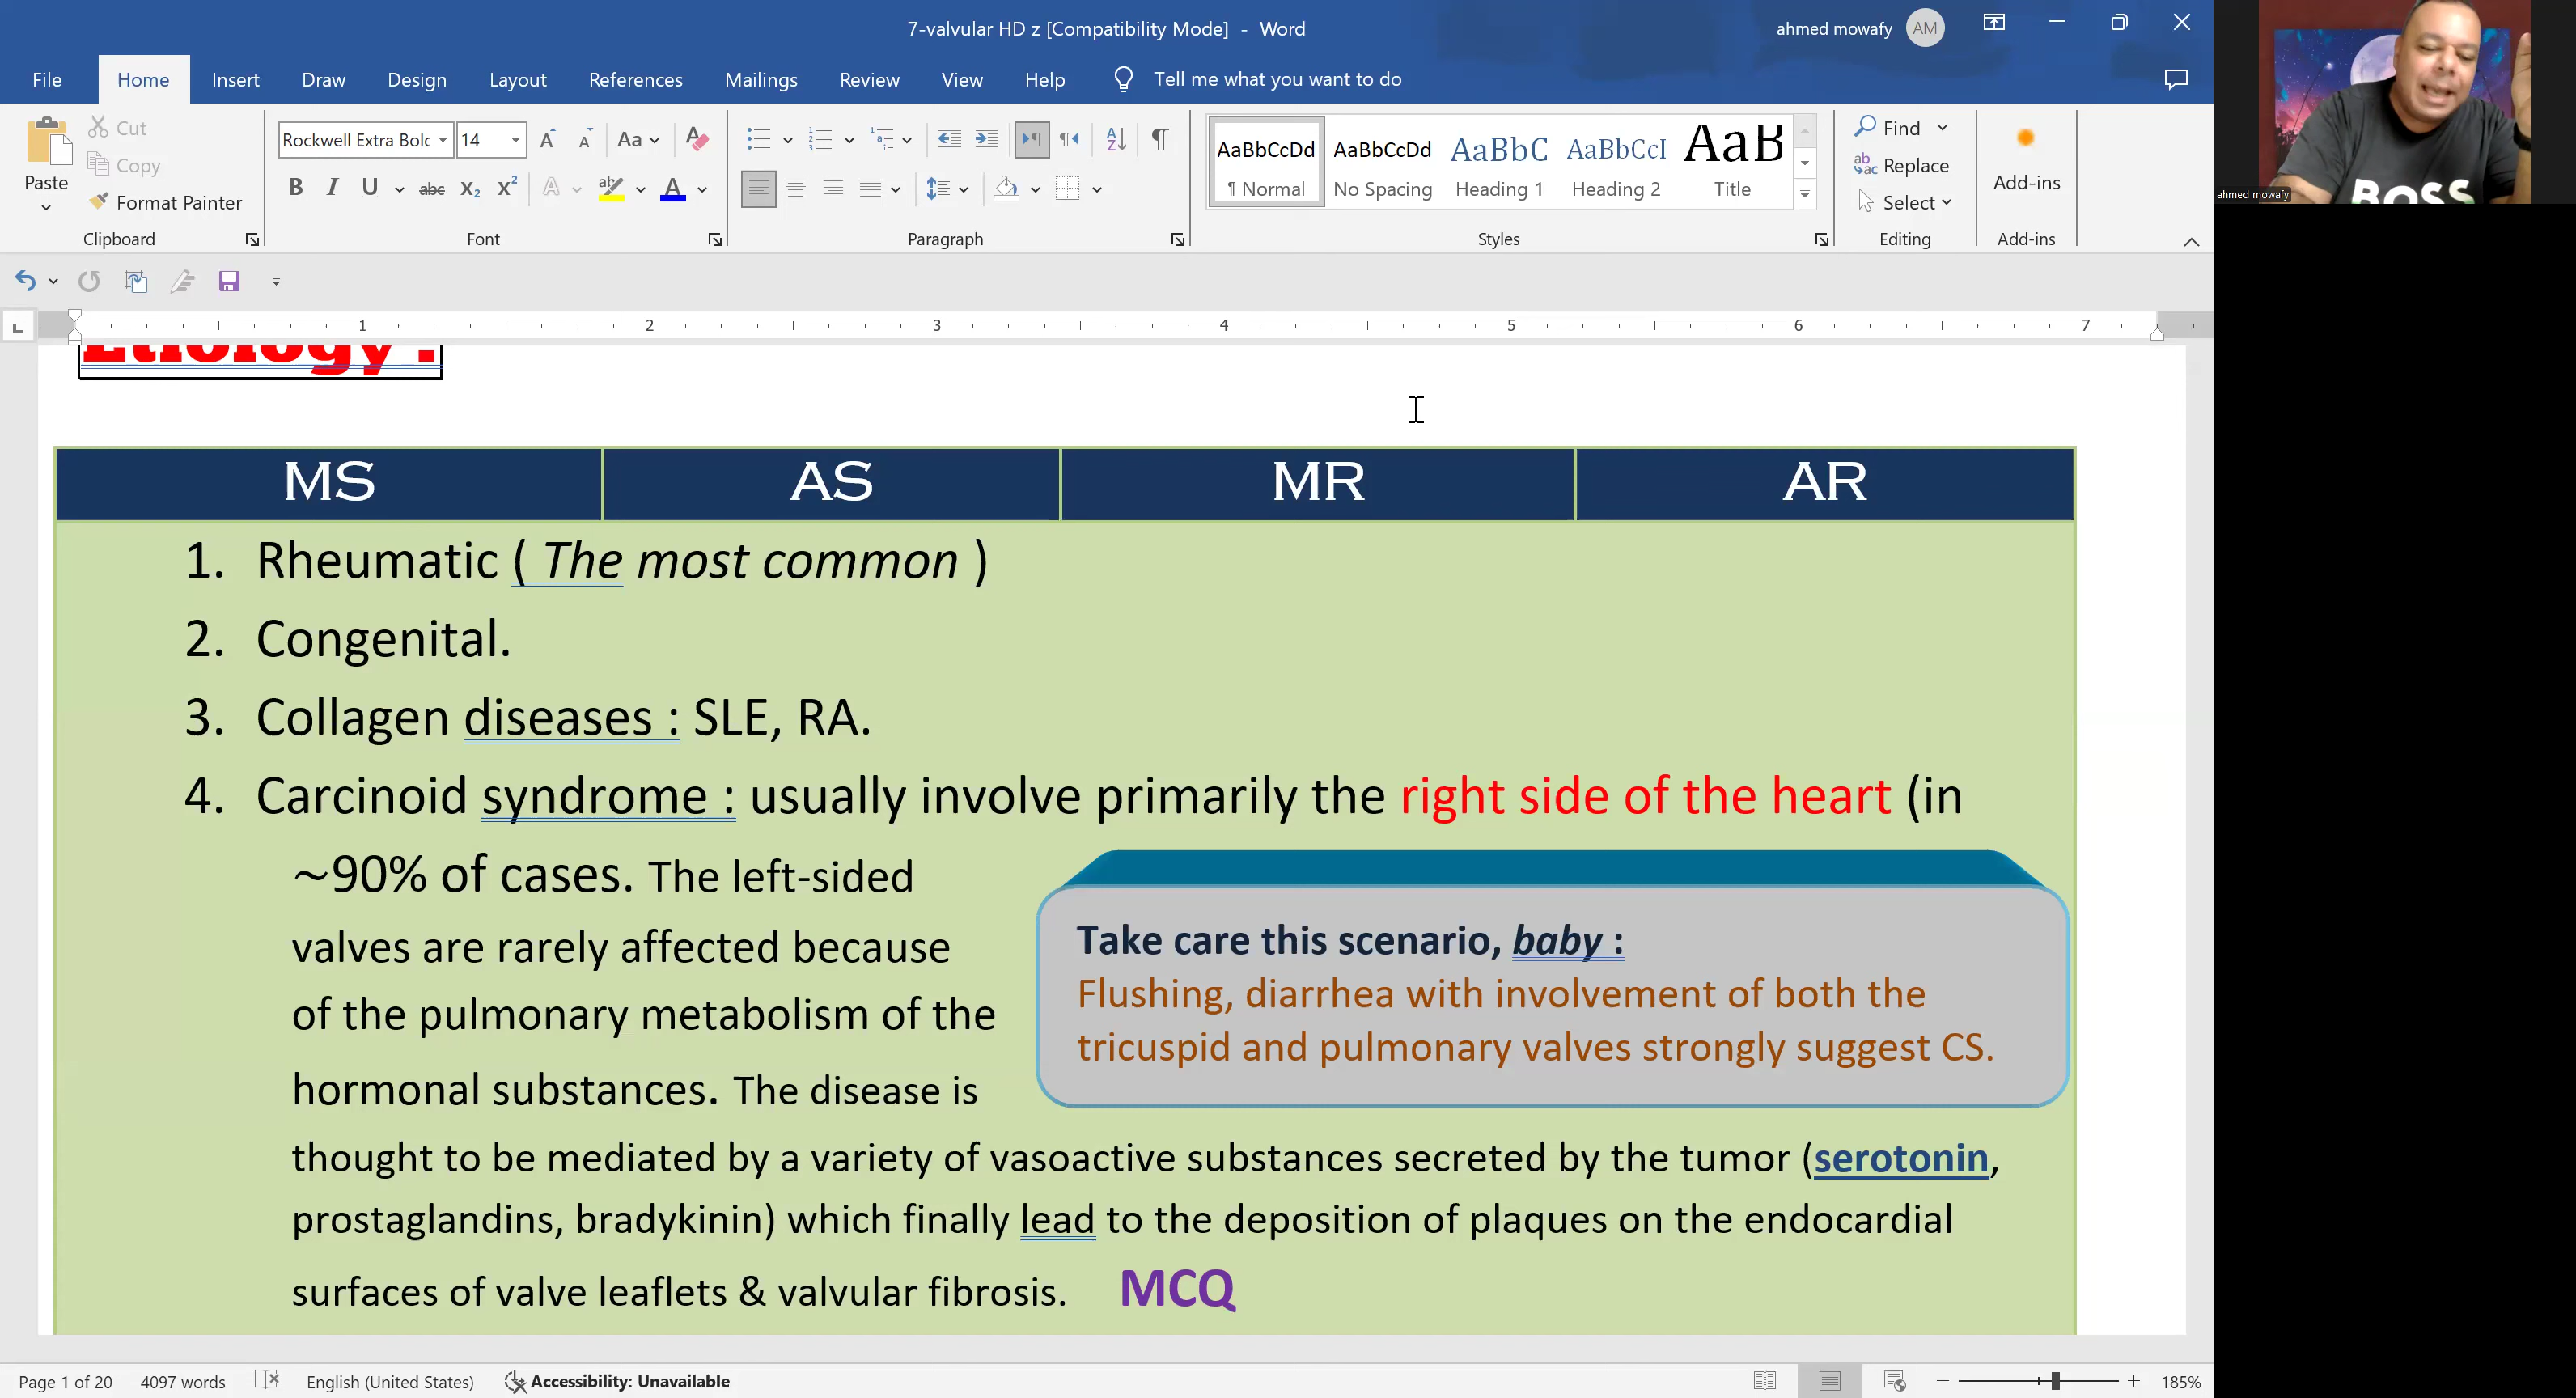 7-valvular HD z [Compatibility Mode] - Word
ahmed mowafy AM
File Home Insert Draw Design Layout References Mailings Review View Help Tell me what you want to do
Cut
Copy
Paste
Format Painter
Clipboard
Rockwell Extra Bolc 14
Font
Paragraph
AaBbCcDd AaBbCcDd AaBbC AaBbCcI AaB
¶ Normal No Spacing Heading 1 Heading 2 Title
Styles
Find
Replace
Select
Editing
Add-ins
Add-ins
ahmed mowafy
BOSS
1 2 3 4 5 6 7
Etiology :
MS AS MR AR
1. Rheumatic ( The most common )
2. Congenital.
3. Collagen diseases : SLE, RA.
4. Carcinoid syndrome : usually involve primarily the right side of the heart (in
~90% of cases. The left-sided
valves are rarely affected because
of the pulmonary metabolism of the
hormonal substances. The disease is
Take care this scenario, baby :
Flushing, diarrhea with involvement of both the
tricuspid and pulmonary valves strongly suggest CS.
thought to be mediated by a variety of vasoactive substances secreted by the tumor (serotonin,
prostaglandins, bradykinin) which finally lead to the deposition of plaques on the endocardial
surfaces of valve leaflets & valvular fibrosis. MCQ
Page 1 of 20 4097 words English (United States) Accessibility: Unavailable 185%